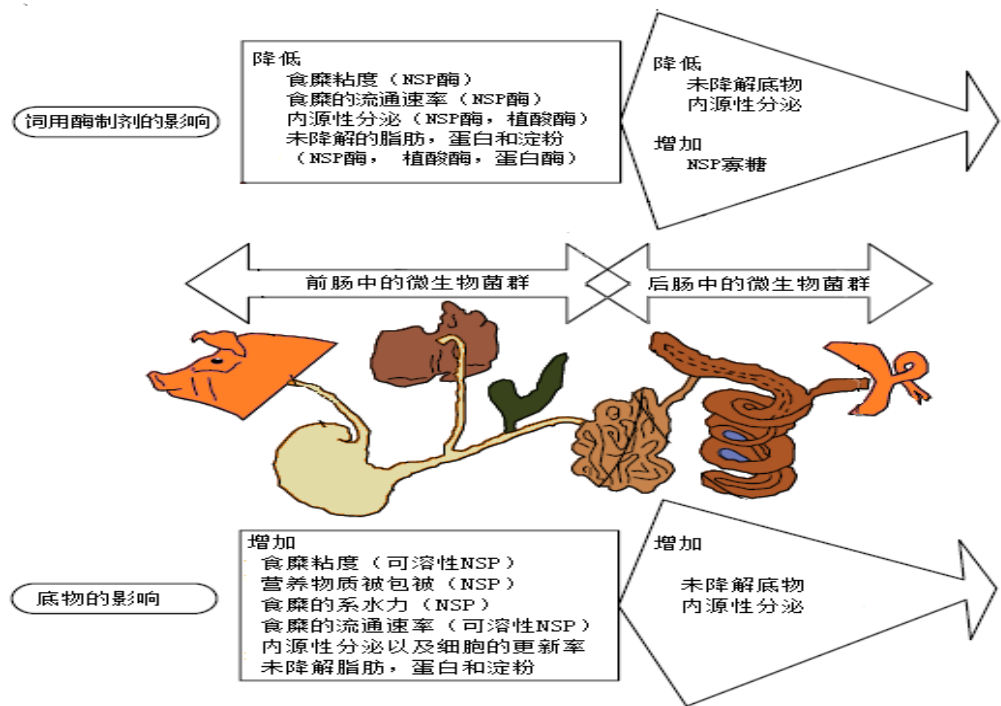 降低
食糜粘度（NSP酶）
食糜的流通速率（NSP酶）
内源性分泌（NSP酶，植酸酶）
未降解的脂肪，蛋白和淀粉
（NSP酶， 植酸酶，蛋白酶）
降低
未降解底物
内源性分泌
增加
NSP寡糖
饲用酶制剂的影响
前肠中的微生物菌群
后肠中的微生物菌群
增加
食糜粘度（可溶性NSP）
营养物质被包被（NSP）
食糜的系水力（NSP）
食糜的流通速率（可溶性NSP）
内源性分泌以及细胞的更新率
未降解脂肪，蛋白和淀粉
增加
未降解底物
内源性分泌
底物的影响